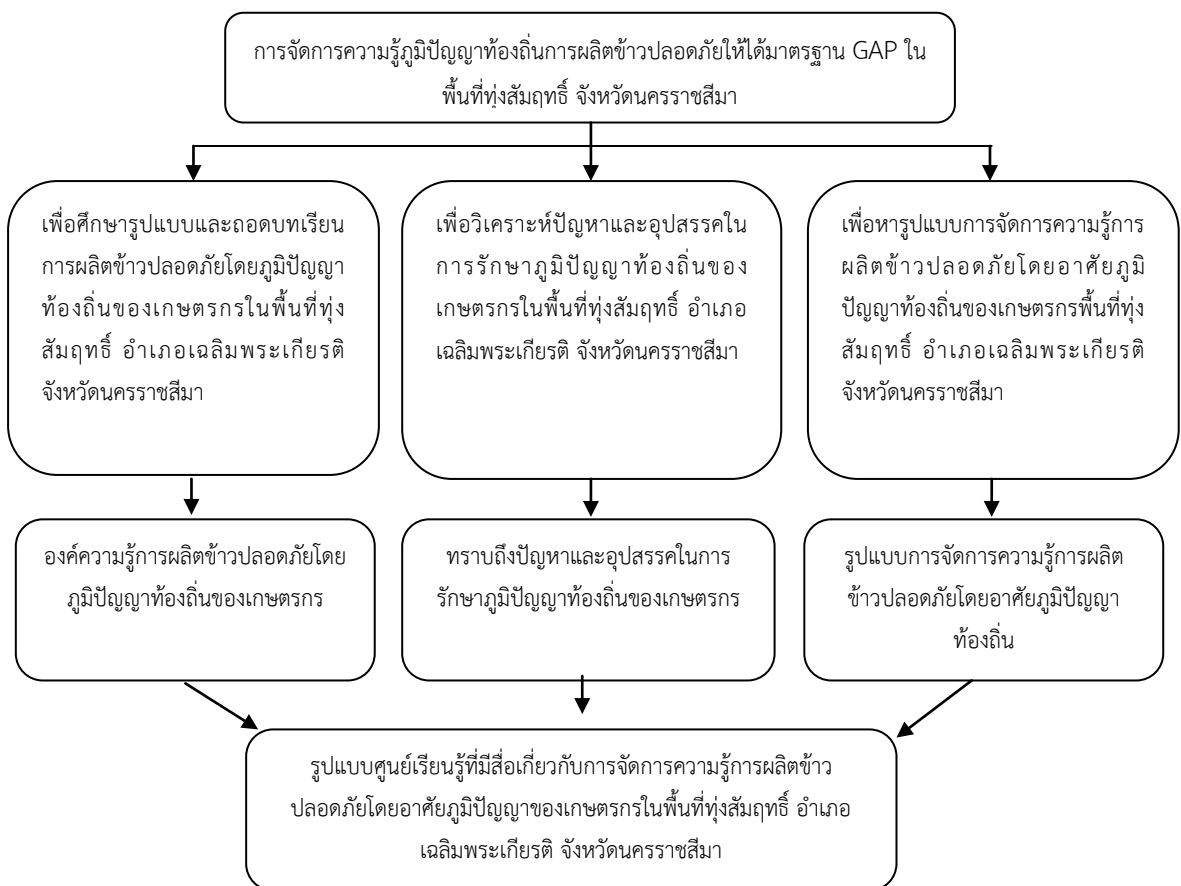 การจัดการความรู้ภูมิปัญญาท้องถิ่นการผลิตข้าวปลอดภัยให้ได้มาตรฐาน GAP ใน
พื้นที่ทุ่งสัมฤทธิ์ จังหวัดนครราชสีมา
เพื่อศึกษารูปแบบและถอดบทเรียน
การผลิตข้าวปลอดภัยโดยภูมิปัญญา
ท้องถิ่นของเกษตรกรในพื้นที่ทุ่ง
สัมฤทธิ์ อำเภอเฉลิมพระเกียรติ
จังหวัดนครราชสีมา
เพื่อวิเคราะห์ปัญหาและอุปสรรคใน
การรักษาภูมิปัญญาท้องถิ่นของ
เกษตรกรในพื้นที่ทุ่งสัมฤทธิ์ อำเภอ
เฉลิมพระเกียรติ จังหวัดนครราชสีมา
เพื่อหารูปแบบการจัดการความรู้การ
ผลิตข้าวปลอดภัยโดยอาศัยภูมิ
ปัญญาท้องถิ่นของเกษตรกรพื้นที่ทุ่ง
สัมฤทธิ์ อำเภอเฉลิมพระเกียรติ
จังหวัดนครราชสีมา
องค์ความรู้การผลิตข้าวปลอดภัยโดย
ภูมิปัญญาท้องถิ่นของเกษตรกร
ทราบถึงปัญหาและอุปสรรคในการ
รักษาภูมิปัญญาท้องถิ่นของเกษตรกร
รูปแบบการจัดการความรู้การผลิต
ข้าวปลอดภัยโดยอาศัยภูมิปัญญา
ท้องถิ่น
รูปแบบศูนย์เรียนรู้ที่มีสื่อเกี่ยวกับการจัดการความรู้การผลิตข้าว
ปลอดภัยโดยอาศัยภูมิปัญญาของเกษตรกรในพื้นที่ทุ่งสัมฤทธิ์ อำเภอ
เฉลิมพระเกียรติ จังหวัดนครราชสีมา